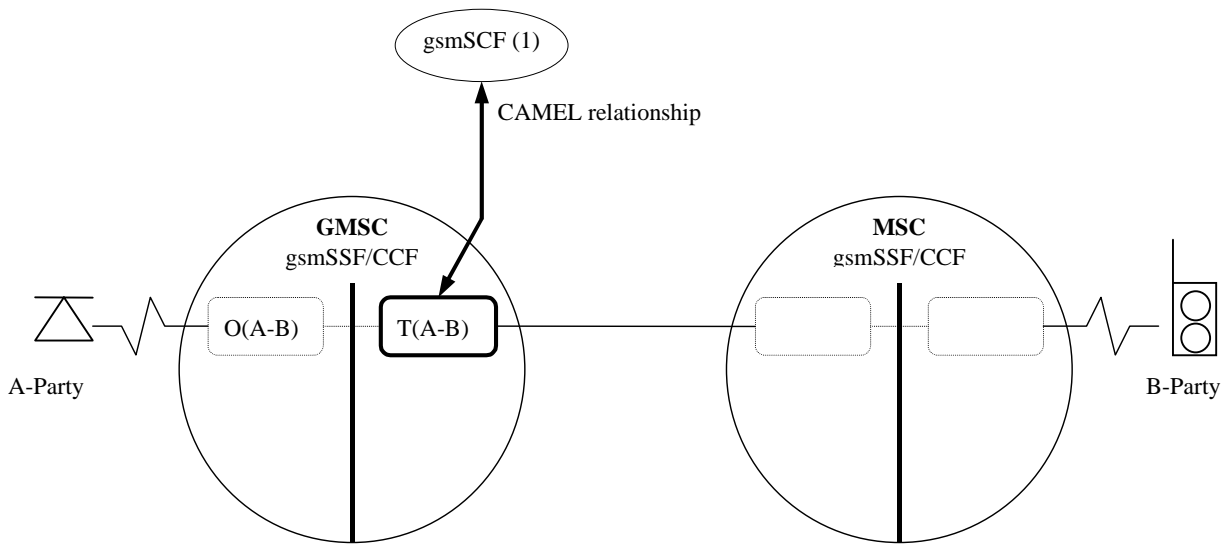 gsmSCF (1)
CAMEL relationship
GMSC
gsmSSF/CCF
MSC
gsmSSF/CCF
O(A-B)
T(A-B)
A-Party
B-Party